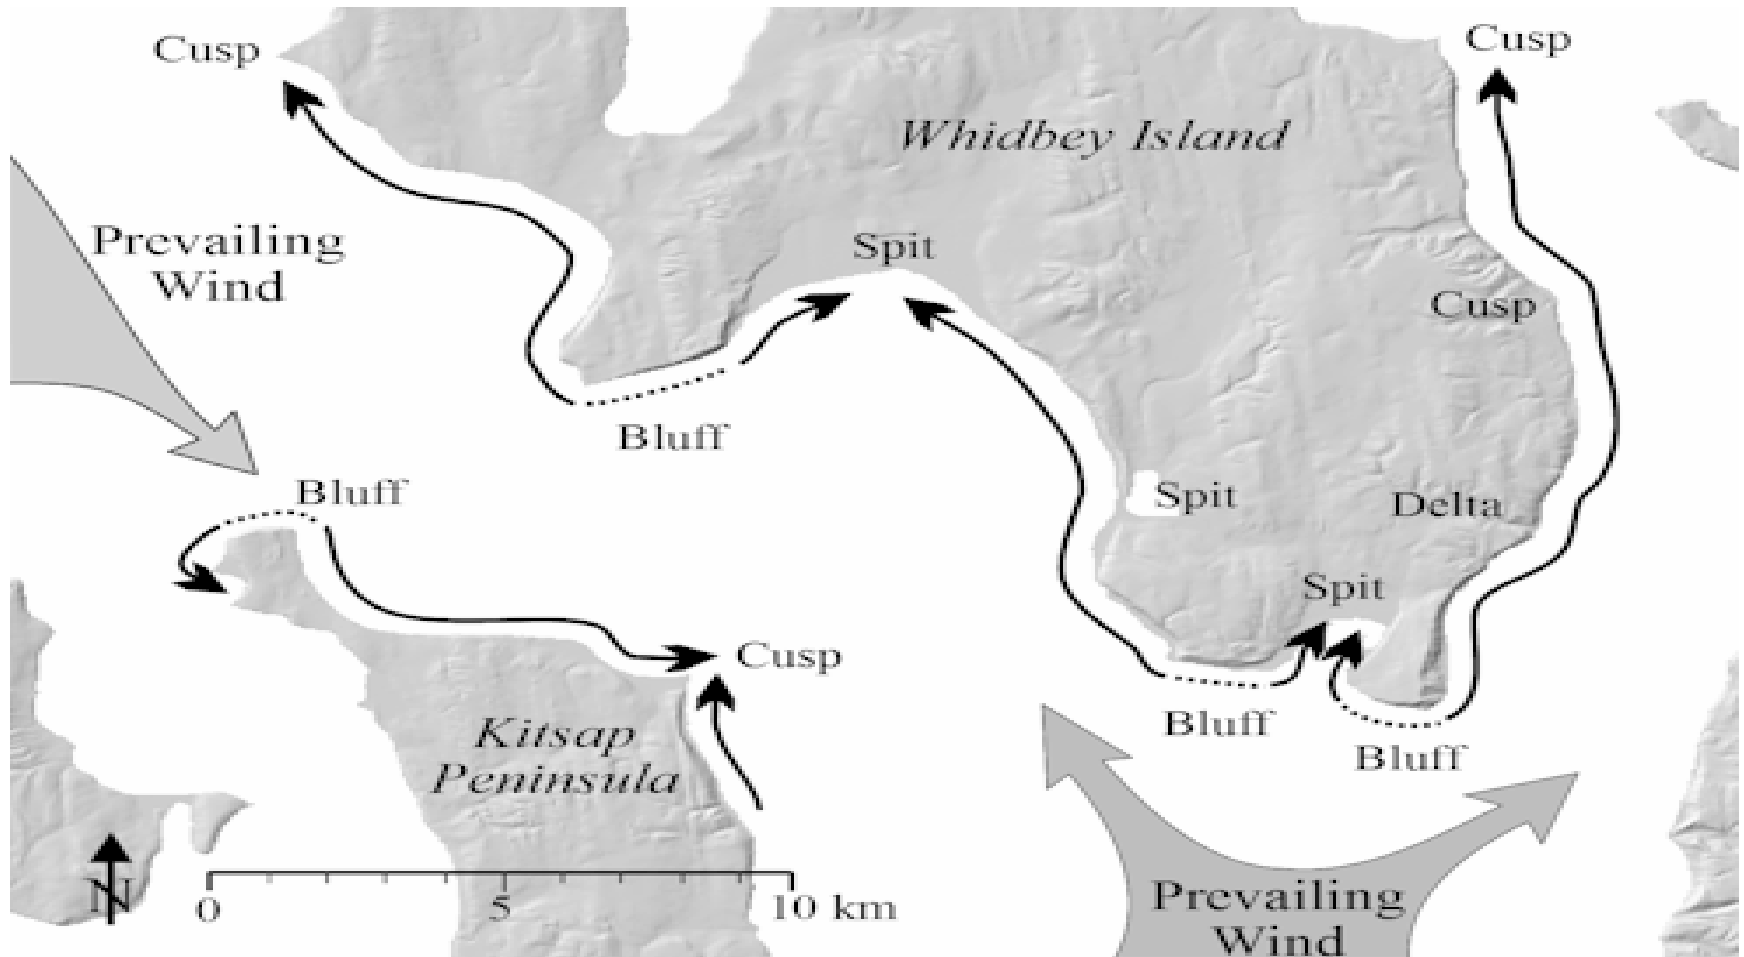 Cusp
Cusp
Whidbey Island
Prevailing
Wind
Spit
Cusp
Bluff
Bluff
Spit
Delta
Spit
Cusp
Kitsap
Peninsula
Bluff
Bluff
N
0 5 10 km
Prevailing
Wind